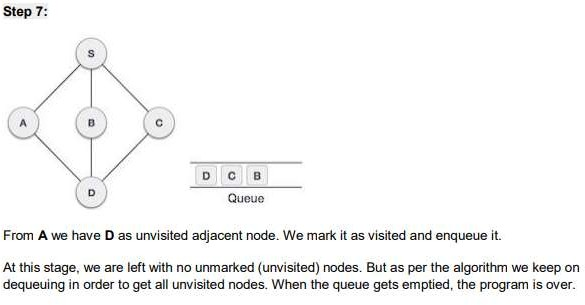 Step 7:
S
A
B
C
D
D C B
Queue
From A we have D as unvisited adjacent node. We mark it as visited and enqueue it.
At this stage, we are left with no unmarked (unvisited) nodes. But as per the algorithm we keep on
dequeuing in order to get all unvisited nodes. When the queue gets emptied, the program is over.